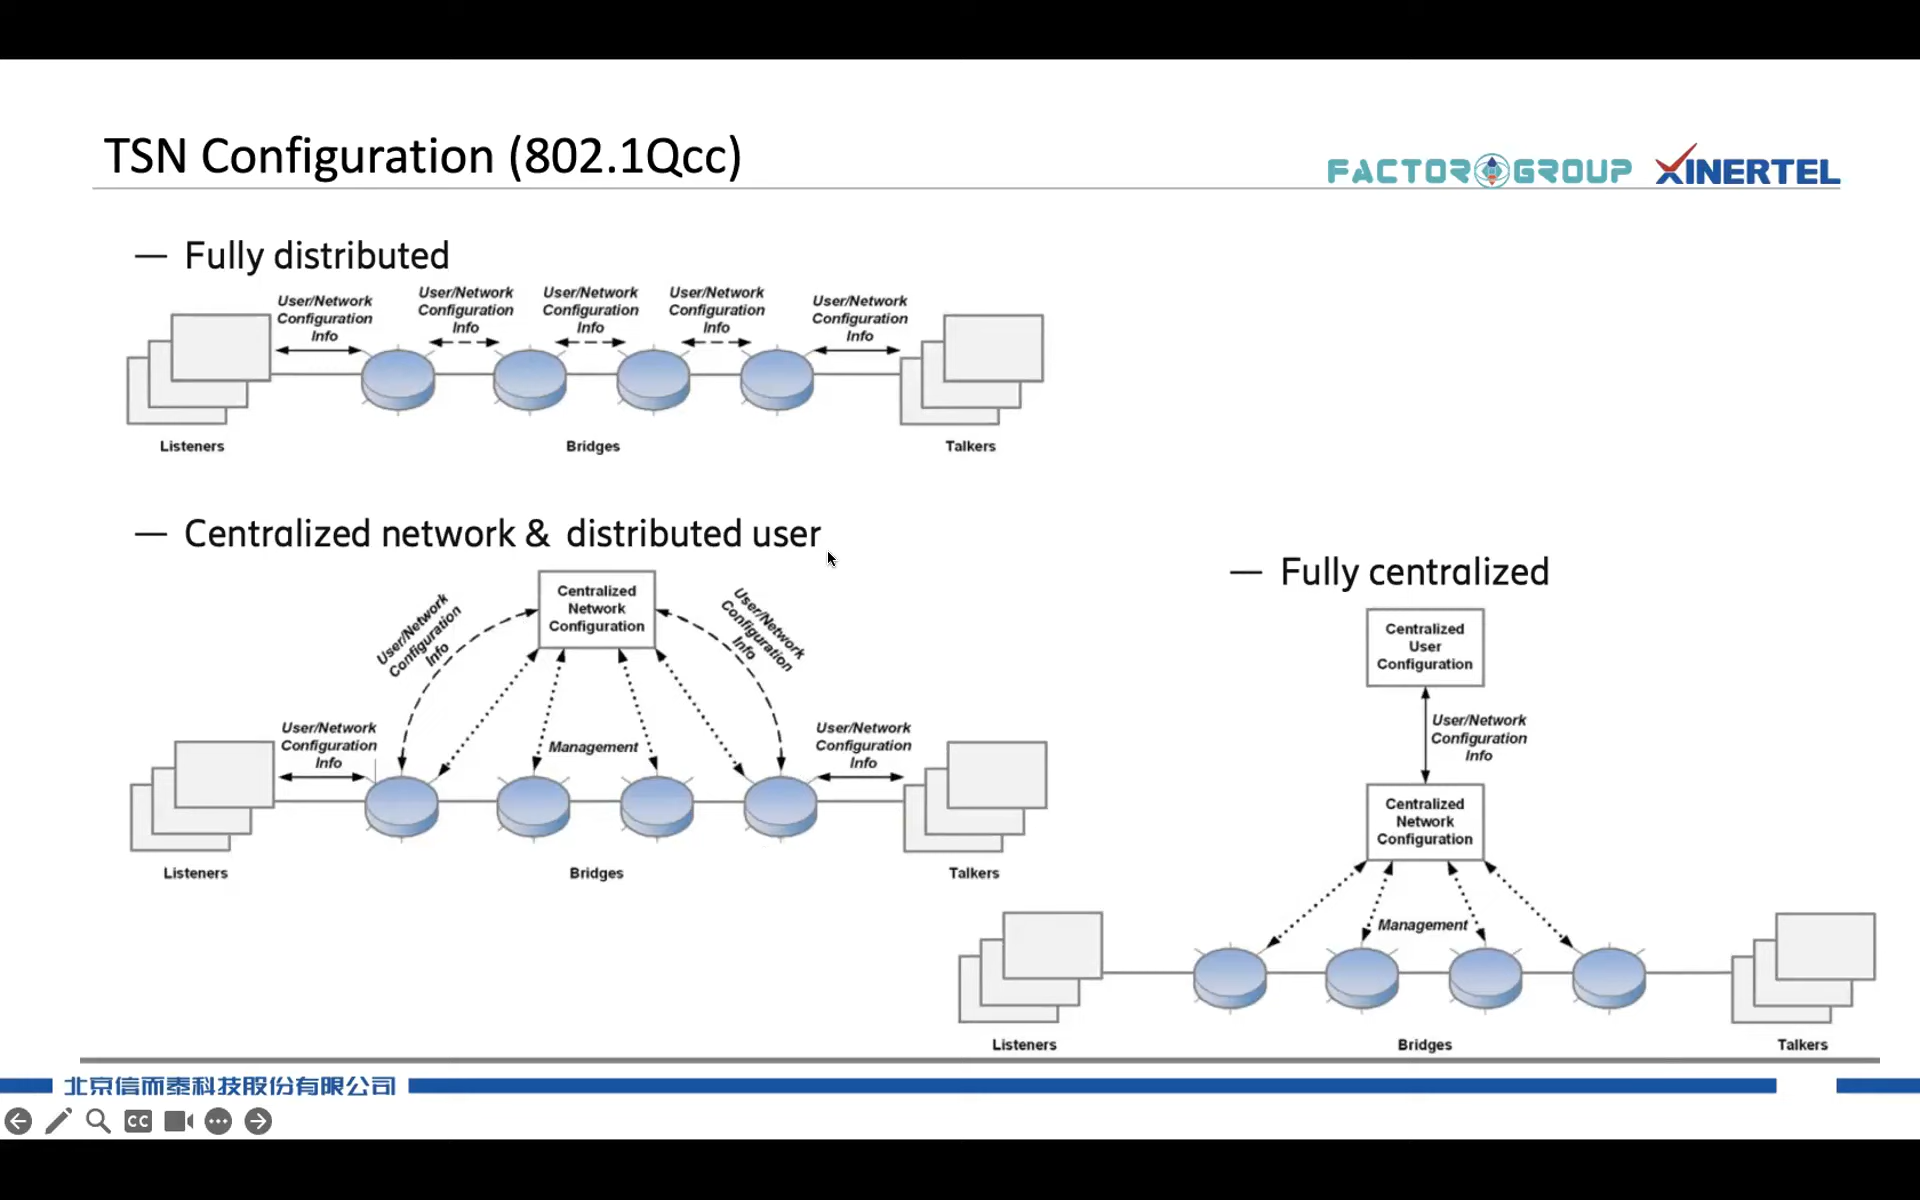 TSN Configuration (802.1Qcc)
FACTOR GROUP XINERTEL
— Fully distributed
User/Network
Configuration
Info
User/Network
Configuration
Info
User/Network
Configuration
Info
User/Network
Configuration
Info
User/Network
Configuration
Info
Listeners
Bridges
Talkers
— Centralized network & distributed user
Centralized
Network
Configuration
User/Network
Configuration
Info
User/Network
Configuration
Info
User/Network
Configuration
Info
Management
User/Network
Configuration
Info
Listeners
Bridges
Talkers
— Fully centralized
Centralized
User
Configuration
User/Network
Configuration
Info
Centralized
Network
Configuration
Management
Listeners
Bridges
Talkers
北京信而泰科技股份有限公司
CC